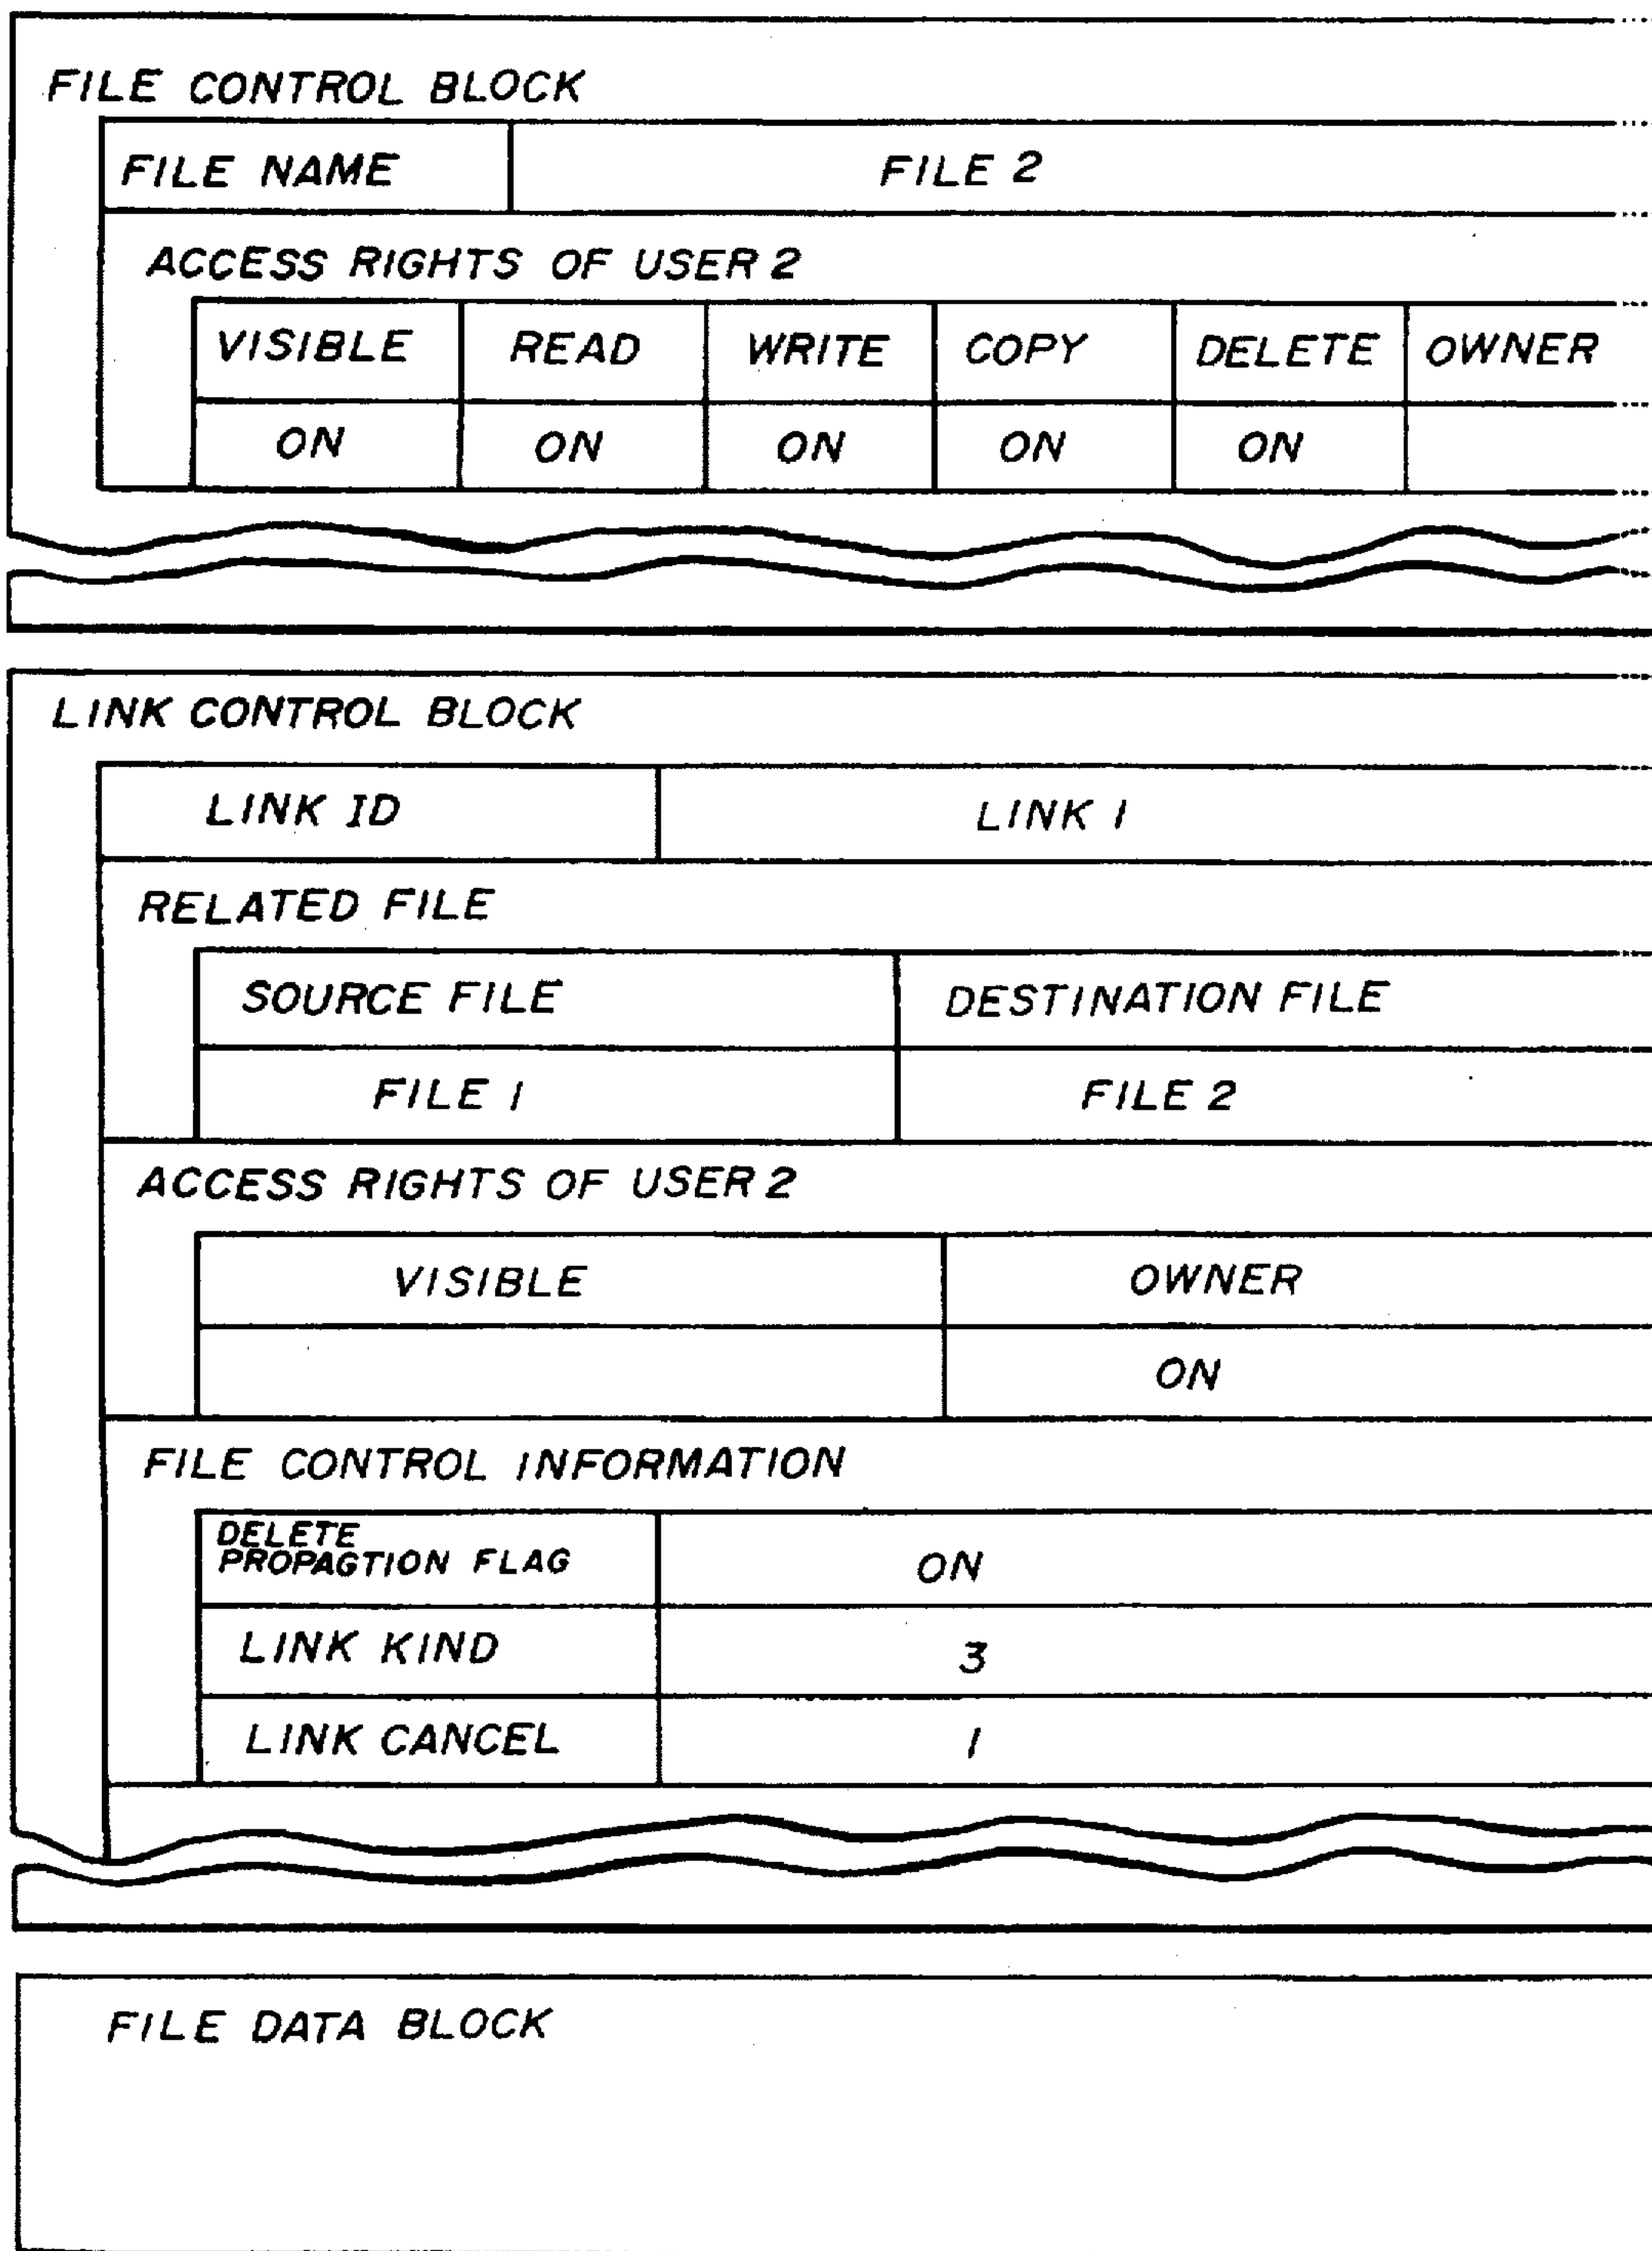 FILE CONTROL BLOCK
FILE NAME FILE 2
ACCESS RIGHTS OF USER 2
VISIBLE READ WRITE COPY DELETE OWNER
ON ON ON ON ON
LINK CONTROL BLOCK
LINK ID LINK 1
RELATED FILE
SOURCE FILE DESTINATION FILE
FILE 1 FILE 2
ACCESS RIGHTS OF USER 2
VISIBLE OWNER
ON
FILE CONTROL INFORMATION
DELETE
PROPAGTION FLAG ON
LINK KIND 3
LINK CANCEL 1
FILE DATA BLOCK